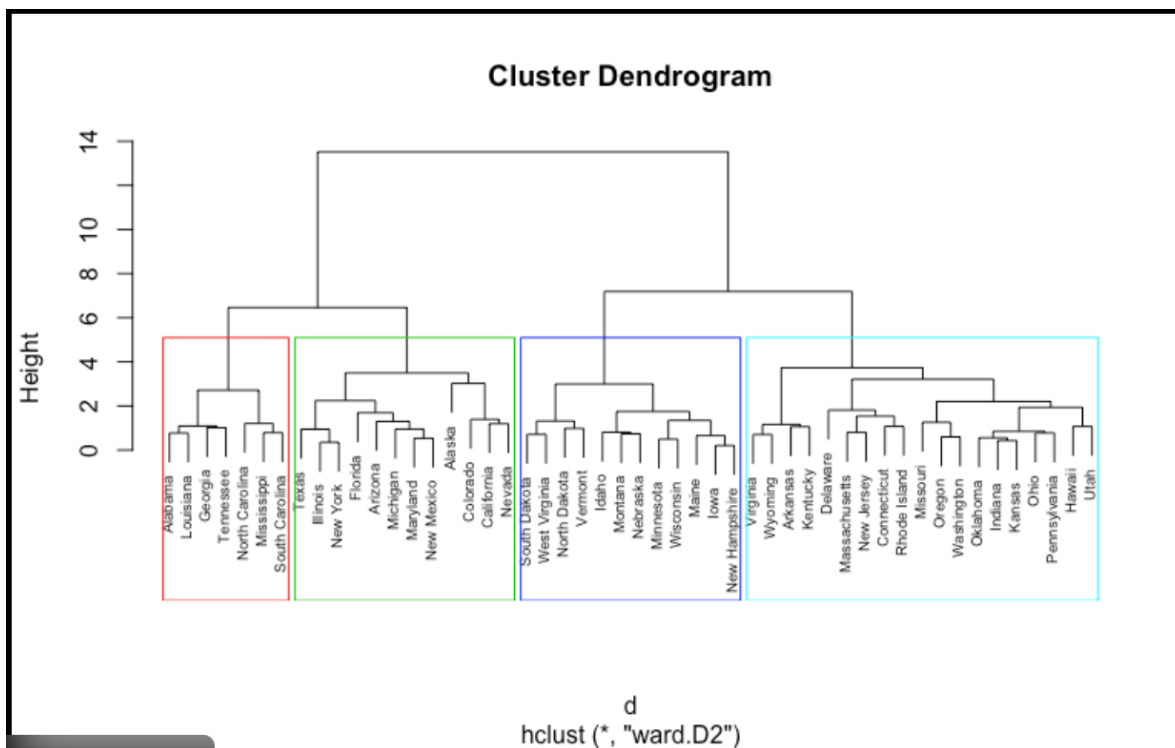 Cluster Dendrogram
Height
14
10
8
6
4
2
0
Alabama
Louisiana
Georgia
Tennessee
North Carolina
Mississippi
South Carolina
Texas
Illinois
New York
Florida
Arizona
Michigan
Maryland
New Mexico
Alaska
Colorado
California
Nevada
South Dakota
West Virginia
North Dakota
Vermont
Idaho
Montana
Nebraska
Minnesota
Wisconsin
Maine
Iowa
New Hampshire
Virginia
Wyoming
Arkansas
Kentucky
Delaware
Massachusetts
New Jersey
Connecticut
Rhode Island
Missouri
Oregon
Washington
Oklahoma
Indiana
Kansas
Ohio
Pennsylvania
Hawaii
Utah
d
hclust (*, "ward.D2")